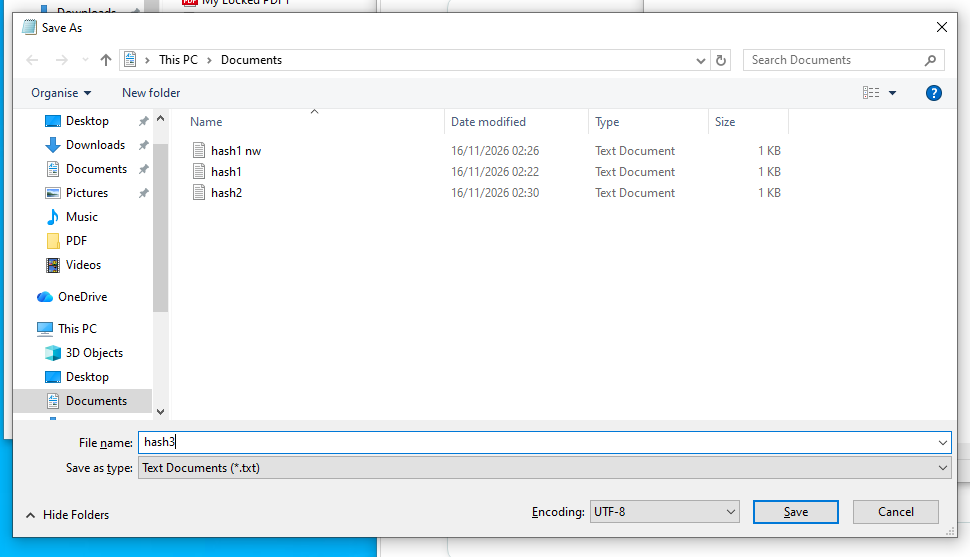 Downloads
My Locked PDF1
Save As
This PC > Documents
Search Documents
Organise
New folder
?
Name
Date modified
Type
Size
Desktop
Downloads
Documents
Pictures
Music
PDF
Videos
OneDrive
This PC
3D Objects
Desktop
Documents
hash1 nw 16/11/2026 02:26 Text Document 1 KB
hash1 16/11/2026 02:22 Text Document 1 KB
hash2 16/11/2026 02:30 Text Document 1 KB
File name: hash3
Save as type: Text Documents (*.txt)
Hide Folders
Encoding: UTF-8
Save
Cancel